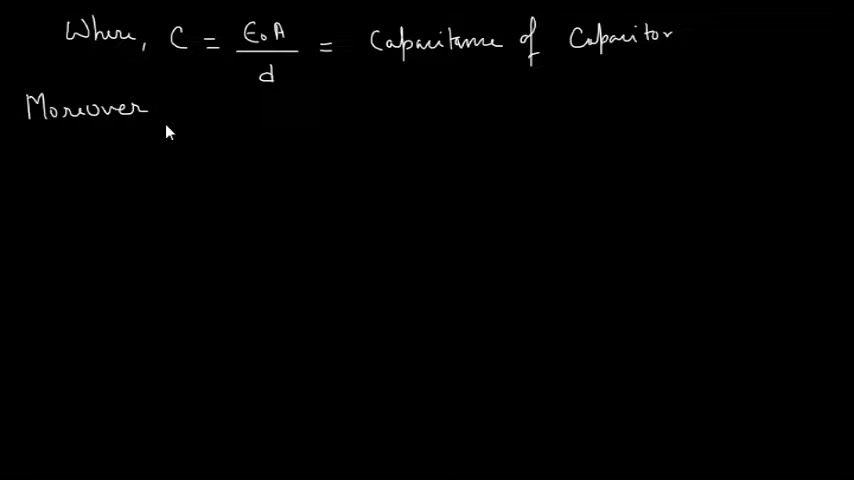 Where, C = ε₀A / d = Capacitance of Capacitor
Moreover